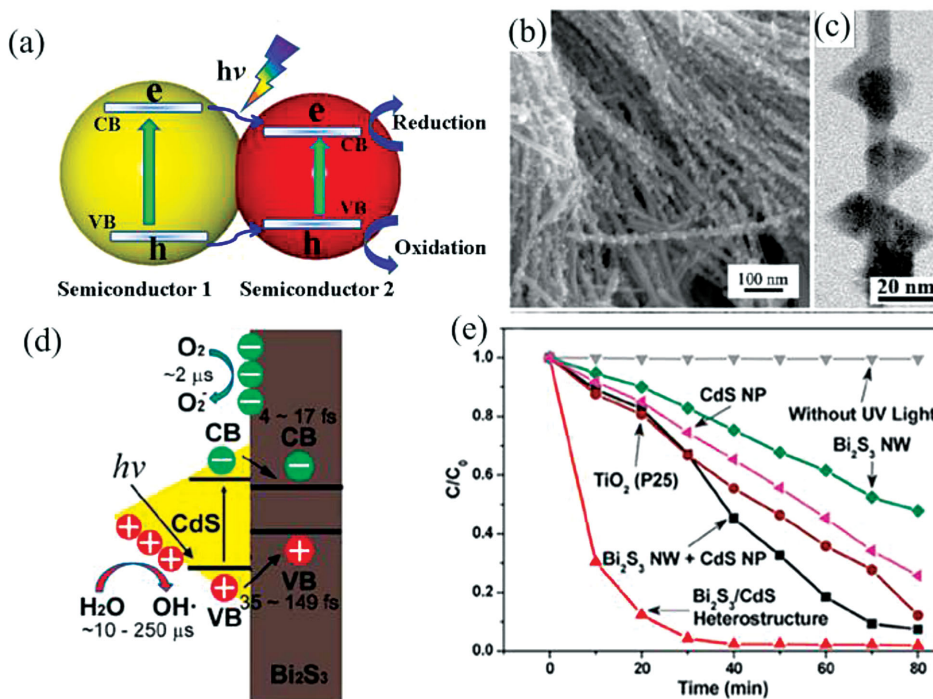 (a)
hν
e
CB
e
CB
Reduction
VB
h
VB
h
Oxidation
Semiconductor 1
Semiconductor 2
(b)
100 nm
(c)
20 nm
(d)
O₂
~2 μs
O₂⁻
4 ~ 17 fs
CB
CB
hν
CdS
H₂O OH·
~10 - 250 μs
VB
VB
35 ~ 149 fs
Bi₂S₃
(e)
C/C₀
1.0
0.8
0.6
0.4
0.2
0.0
CdS NP
Without UV Light
Bi₂S₃ NW
TiO₂ (P25)
Bi₂S₃ NW + CdS NP
Bi₂S₃/CdS
Heterostructure
0 20 40 60 80
Time (min)